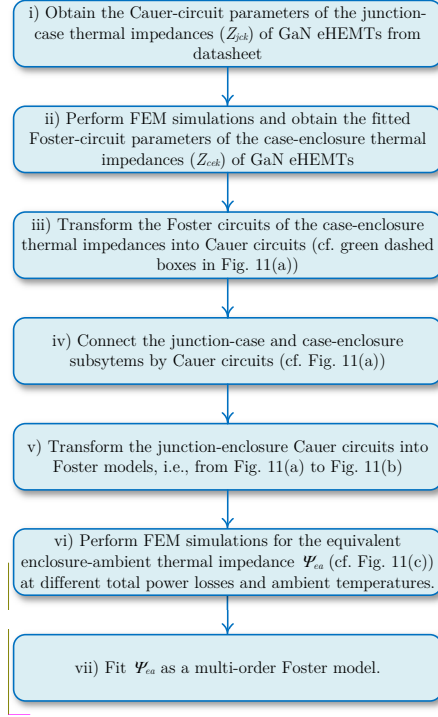 i) Obtain the Cauer-circuit parameters of the junction-
case thermal impedances (Zjck) of GaN eHEMTs from
datasheet
ii) Perform FEM simulations and obtain the fitted
Foster-circuit parameters of the case-enclosure thermal
impedances (Zcek) of GaN eHEMTs
iii) Transform the Foster circuits of the case-enclosure
thermal impedances into Cauer circuits (cf. green dashed
boxes in Fig. 11(a))
iv) Connect the junction-case and case-enclosure
subsytems by Cauer circuits (cf. Fig. 11(a))
v) Transform the junction-enclosure Cauer circuits into
Foster models, i.e., from Fig. 11(a) to Fig. 11(b)
vi) Perform FEM simulations for the equivalent
enclosure-ambient thermal impedance Ψea (cf. Fig. 11(c))
at different total power losses and ambient temperatures.
vii) Fit Ψea as a multi-order Foster model.